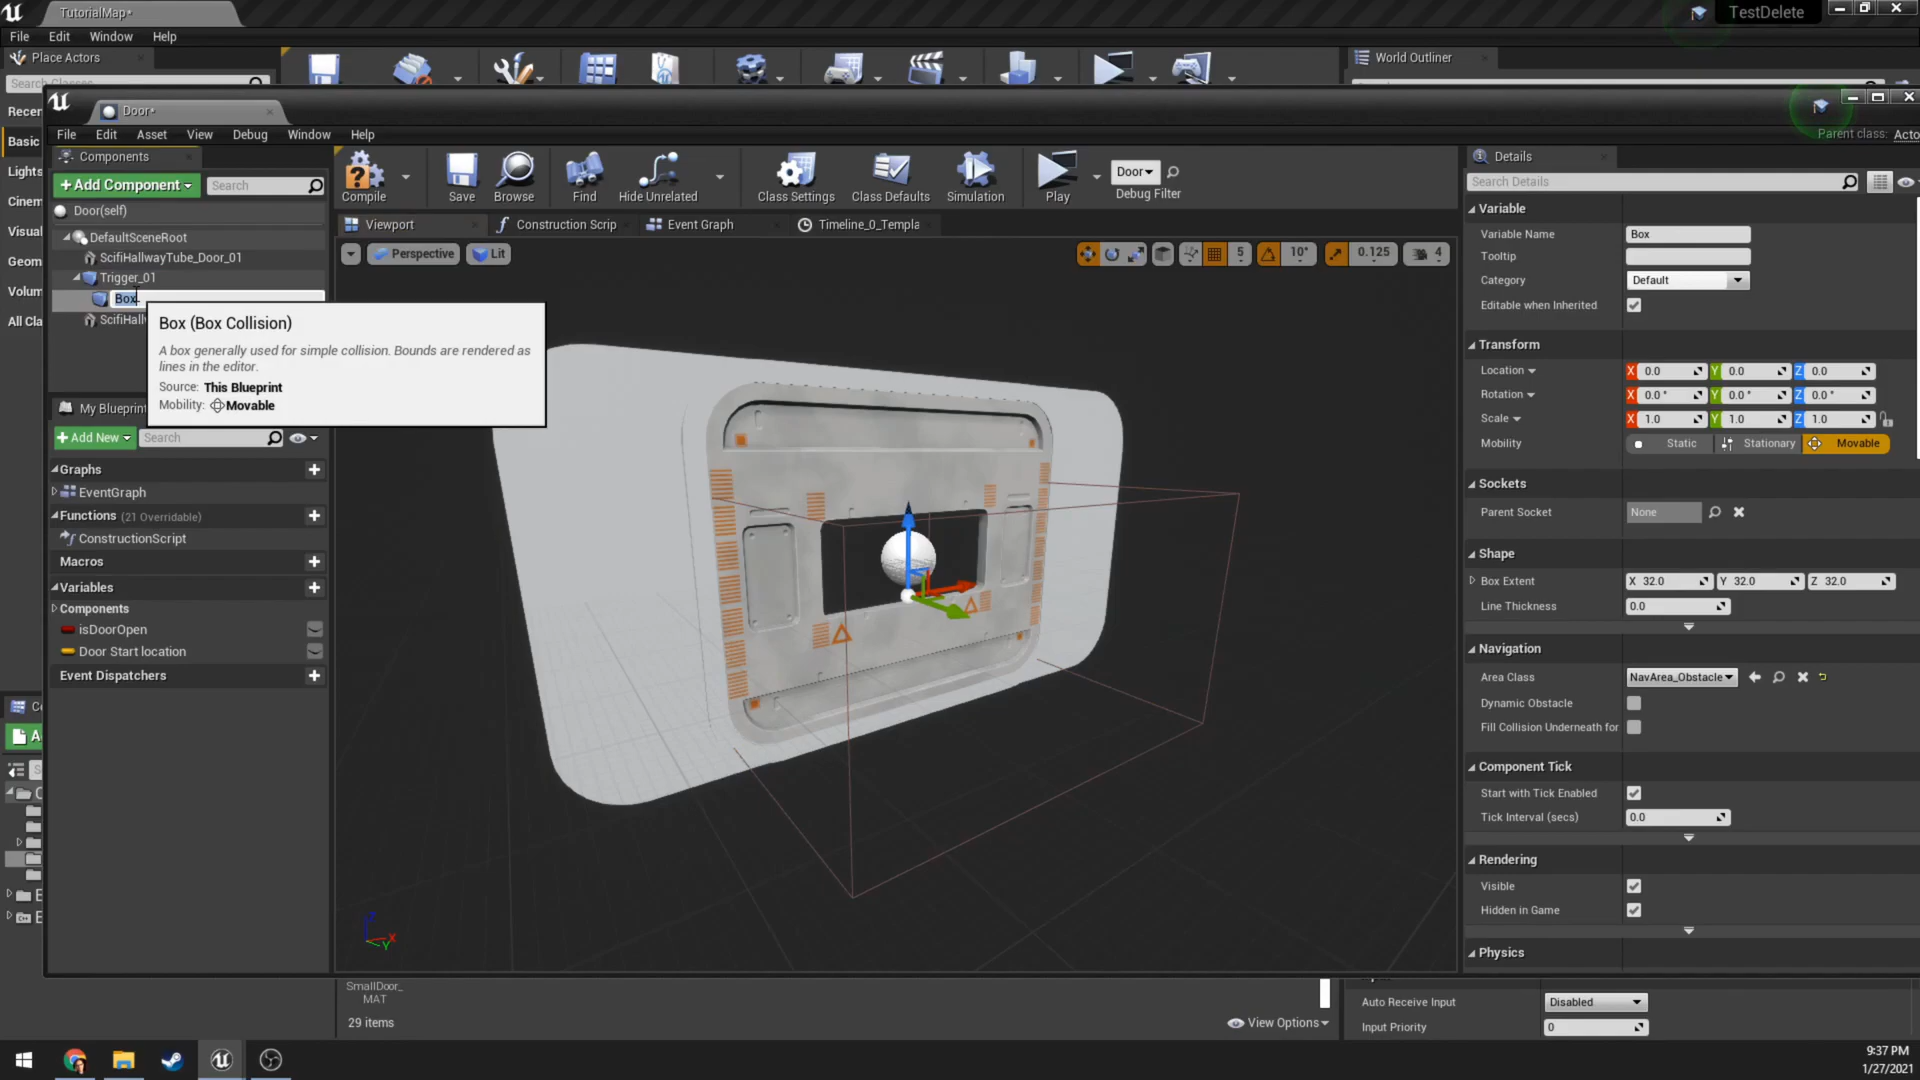 TutorialMap•
TestDelete
File Edit Window Help
Place Actors
World Outliner
Search Classes
Recen
Basic
Lights
Cinem
Visual
Geom
Volum
All Cla
Door•
File Edit Asset View Debug Window Help
Parent class: Acto
Components
+Add Component
Search
Door(self)
DefaultSceneRoot
ScifiHallwayTube_Door_01
Trigger_01
Box
ScifiHallw
Box (Box Collision)
A box generally used for simple collision. Bounds are rendered as
lines in the editor.
Source: This Blueprint
Mobility: Movable
My Blueprint
+Add New
Search
Graphs
EventGraph
Functions (21 Overridable)
ConstructionScript
Macros
Variables
Components
isDoorOpen
Door Start location
Event Dispatchers
Compile
Save
Browse
Find
Hide Unrelated
Class Settings
Class Defaults
Simulation
Play
Door
Debug Filter
Viewport
Construction Scrip
Event Graph
Timeline_0_Templa
Perspective
Lit
5
10°
0.125
4
Z
X
Y
Details
Search Details
Variable
Variable Name Box
Tooltip
Category Default
Editable when Inherited
Transform
Location X 0.0 Y 0.0 Z 0.0
Rotation X 0.0 ° Y 0.0 ° Z 0.0 °
Scale X 1.0 Y 1.0 Z 1.0
Mobility Static Stationary Movable
Sockets
Parent Socket None
Shape
Box Extent X 32.0 Y 32.0 Z 32.0
Line Thickness 0.0
Navigation
Area Class NavArea_Obstacle
Dynamic Obstacle
Fill Collision Underneath for
Component Tick
Start with Tick Enabled
Tick Interval (secs) 0.0
Rendering
Visible
Hidden in Game
Physics
SmallDoor_
MAT
29 items
View Options
Auto Receive Input Disabled
Input Priority 0
9:37 PM
1/27/2021